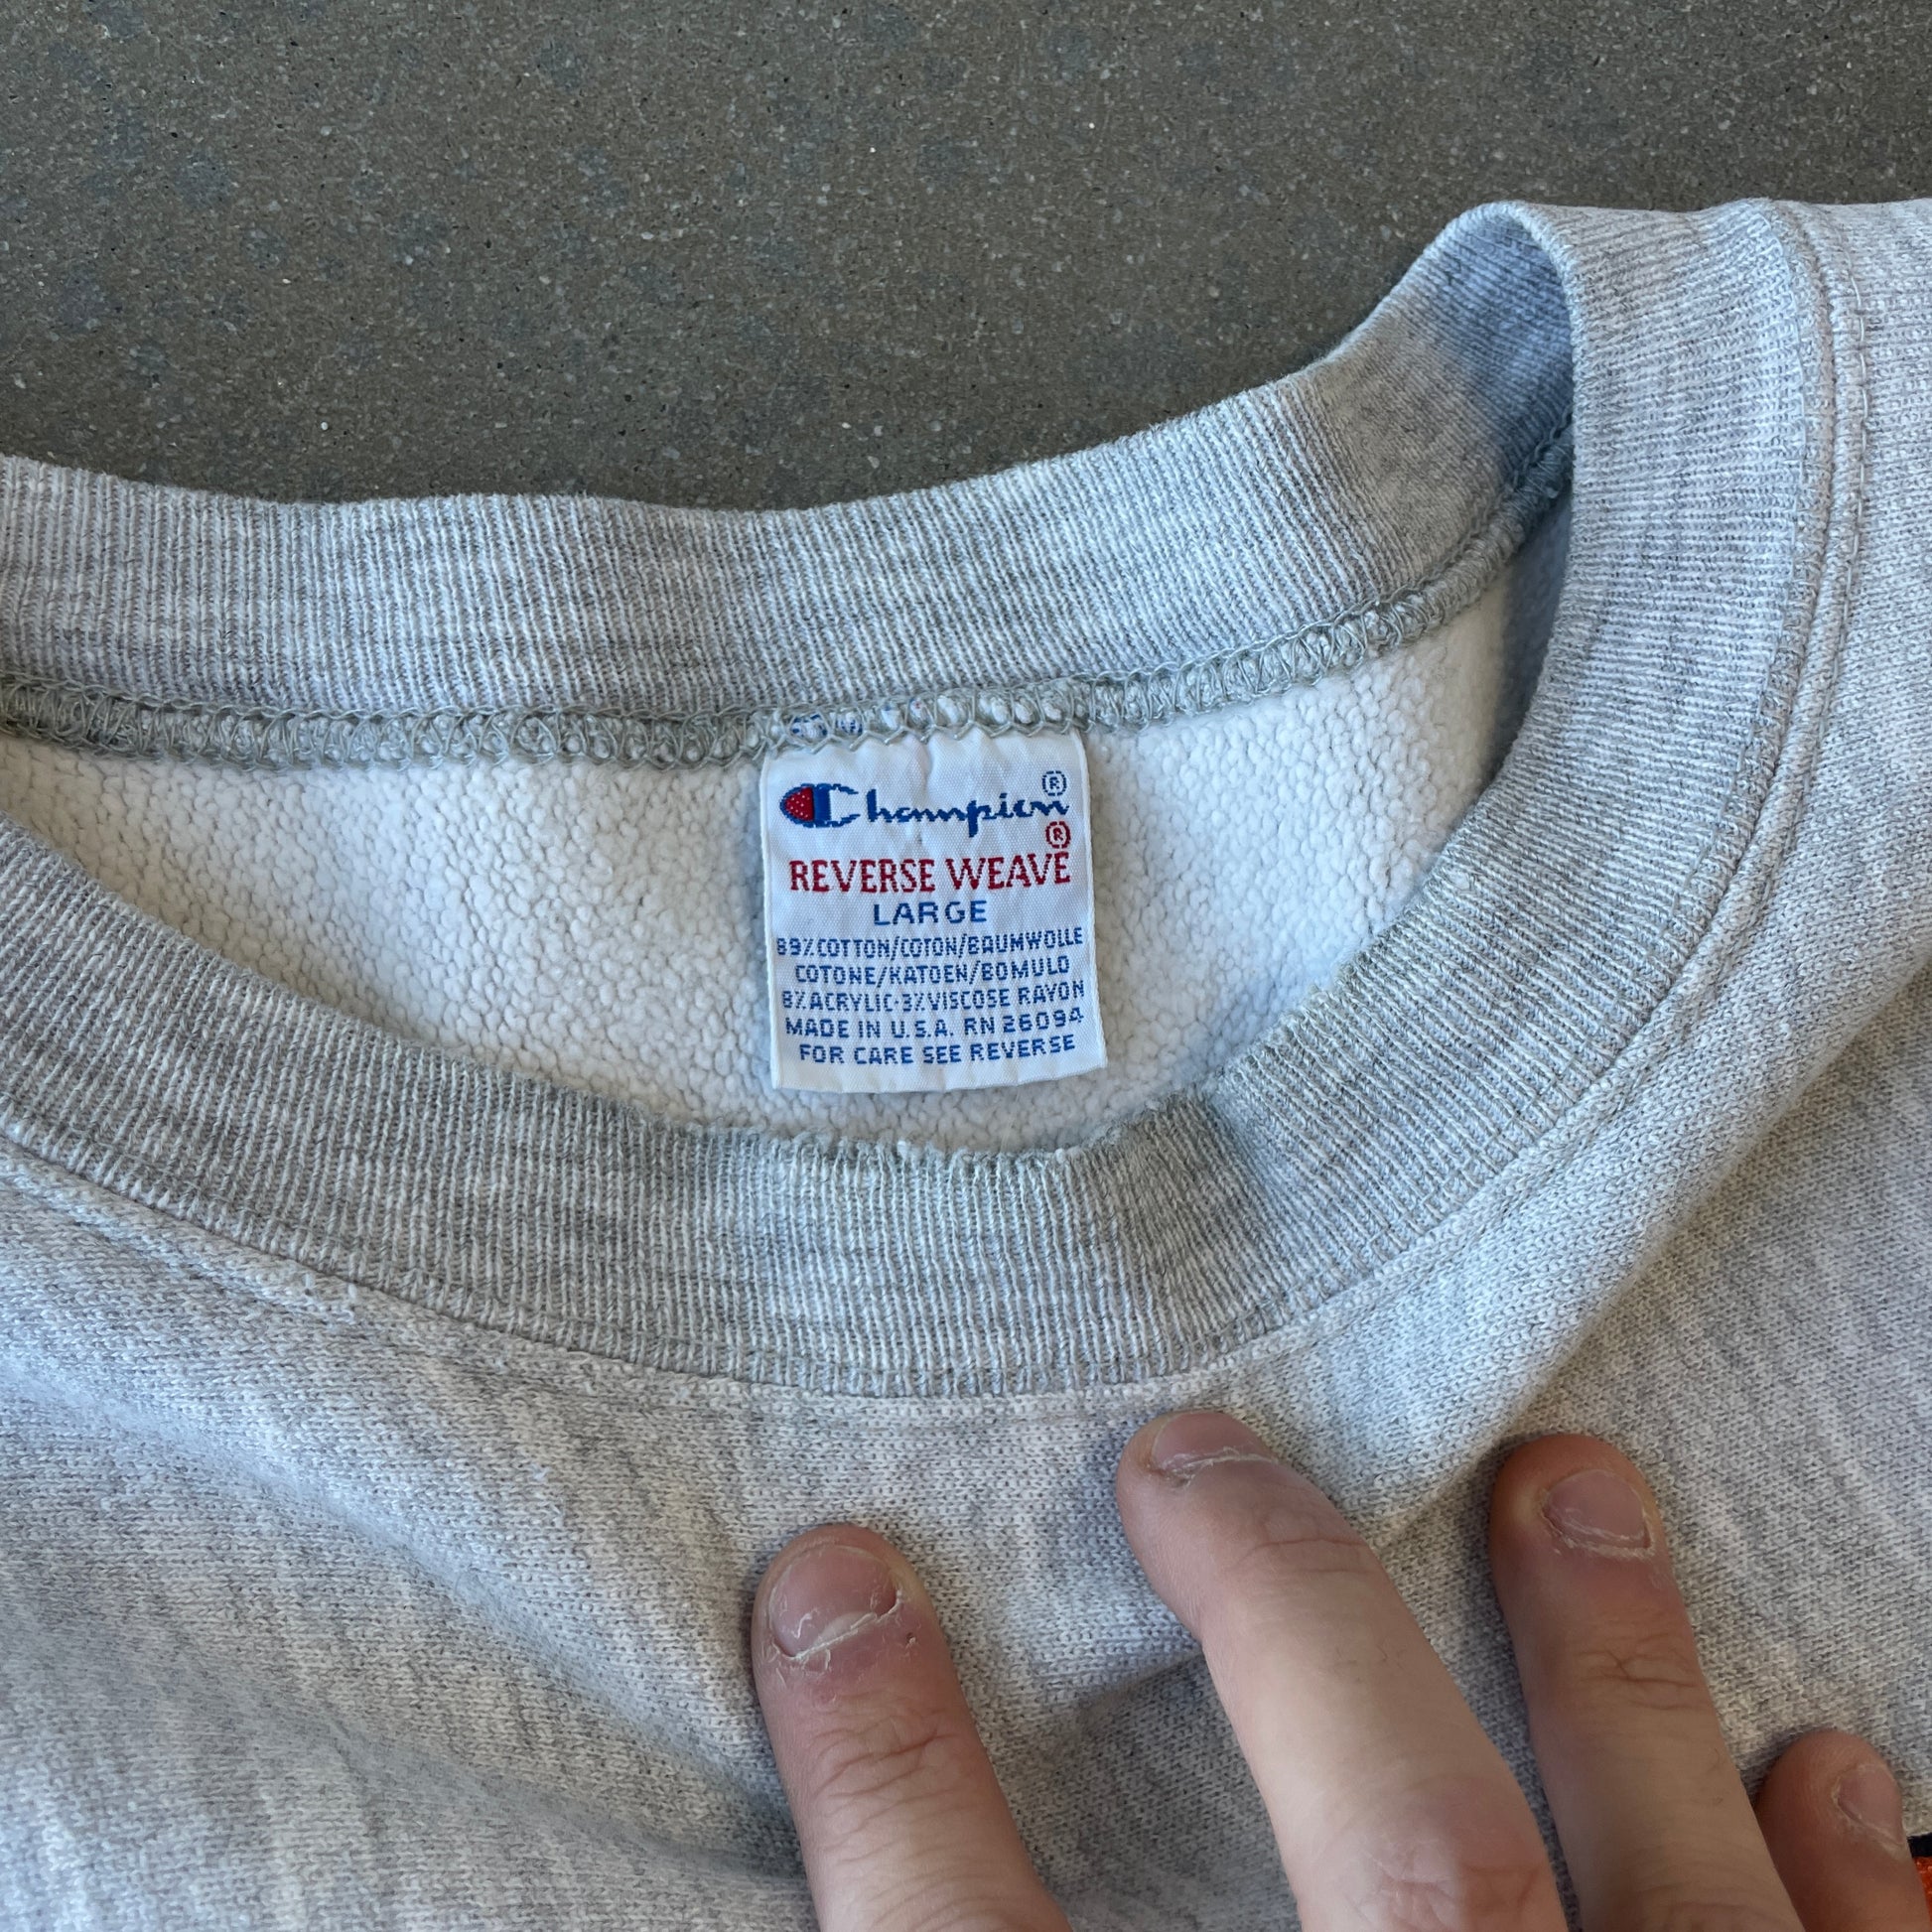 Champion®
REVERSE WEAVE®
LARGE
89% COTTON/COTON/BAUMWOLLE
COTONE/KATOEN/BOMULD
8% ACRYLIC·3% VISCOSE RAYON
MADE IN U.S.A. RN 26094
FOR CARE SEE REVERSE